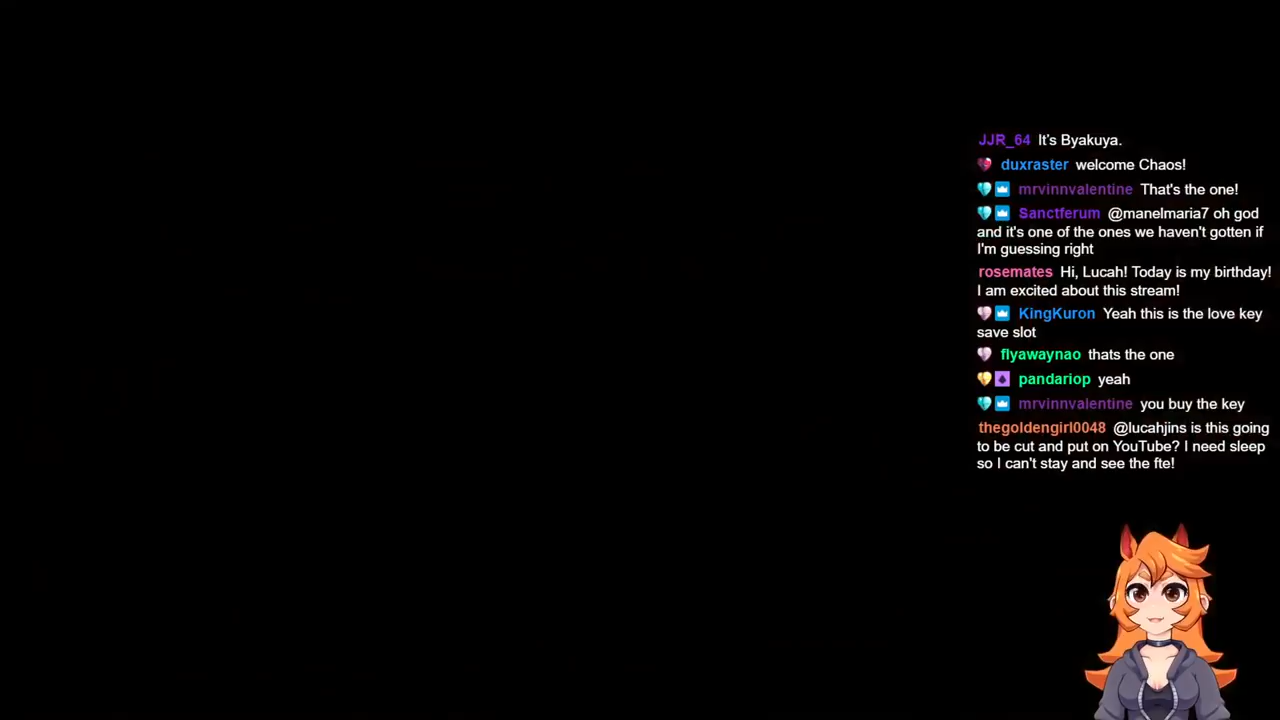 JJR_64 It's Byakuya.
duxraster welcome Chaos!
mrvinnvalentine That's the one!
Sanctferum @manelmaria7 oh god
and it's one of the ones we haven't gotten if
I'm guessing right
rosemates Hi, Lucah! Today is my birthday!
I am excited about this stream!
KingKuron Yeah this is the love key
save slot
flyawaynao thats the one
pandariop yeah
mrvinnvalentine you buy the key
thegoldengirl0048 @lucahjins is this going
to be cut and put on YouTube? I need sleep
so I can't stay and see the fte!